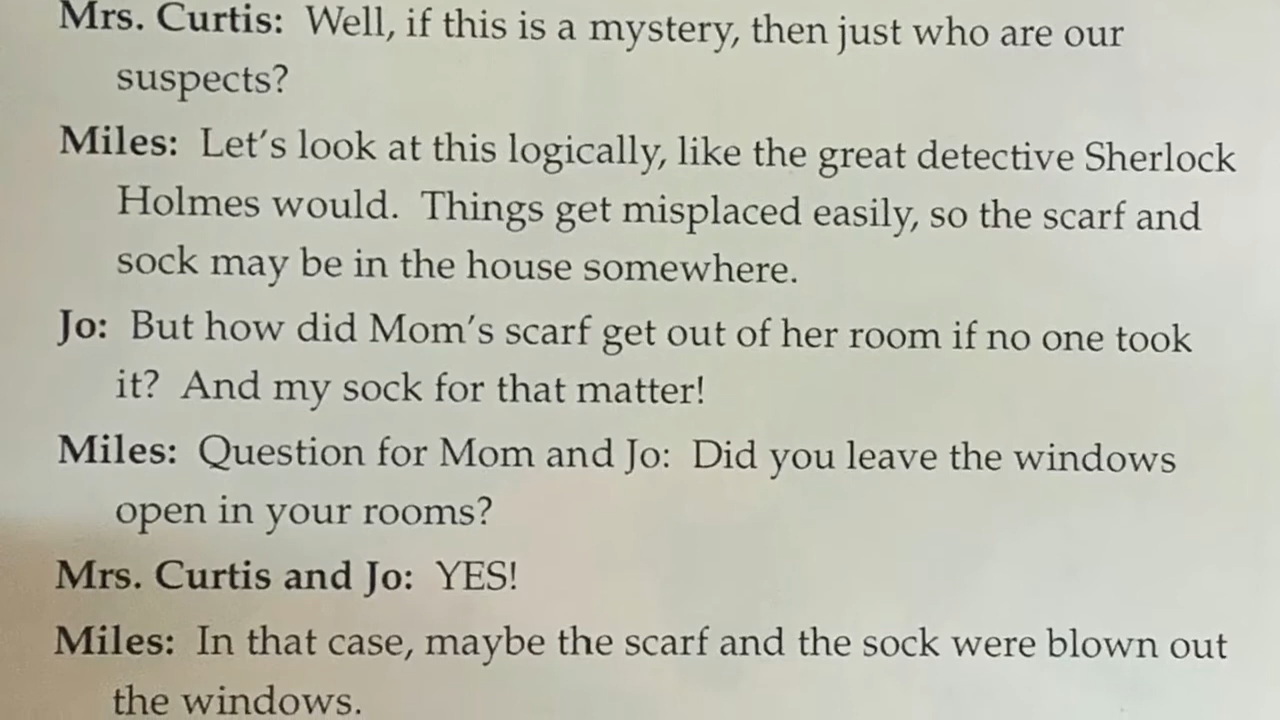 Mrs. Curtis: Well, if this is a mystery, then just who are our
suspects?
Miles: Let's look at this logically, like the great detective Sherlock
Holmes would. Things get misplaced easily, so the scarf and
sock may be in the house somewhere.
Jo: But how did Mom's scarf get out of her room if no one took
it? And my sock for that matter!
Miles: Question for Mom and Jo: Did you leave the windows
open in your rooms?
Mrs. Curtis and Jo: YES!
Miles: In that case, maybe the scarf and the sock were blown out
the windows.